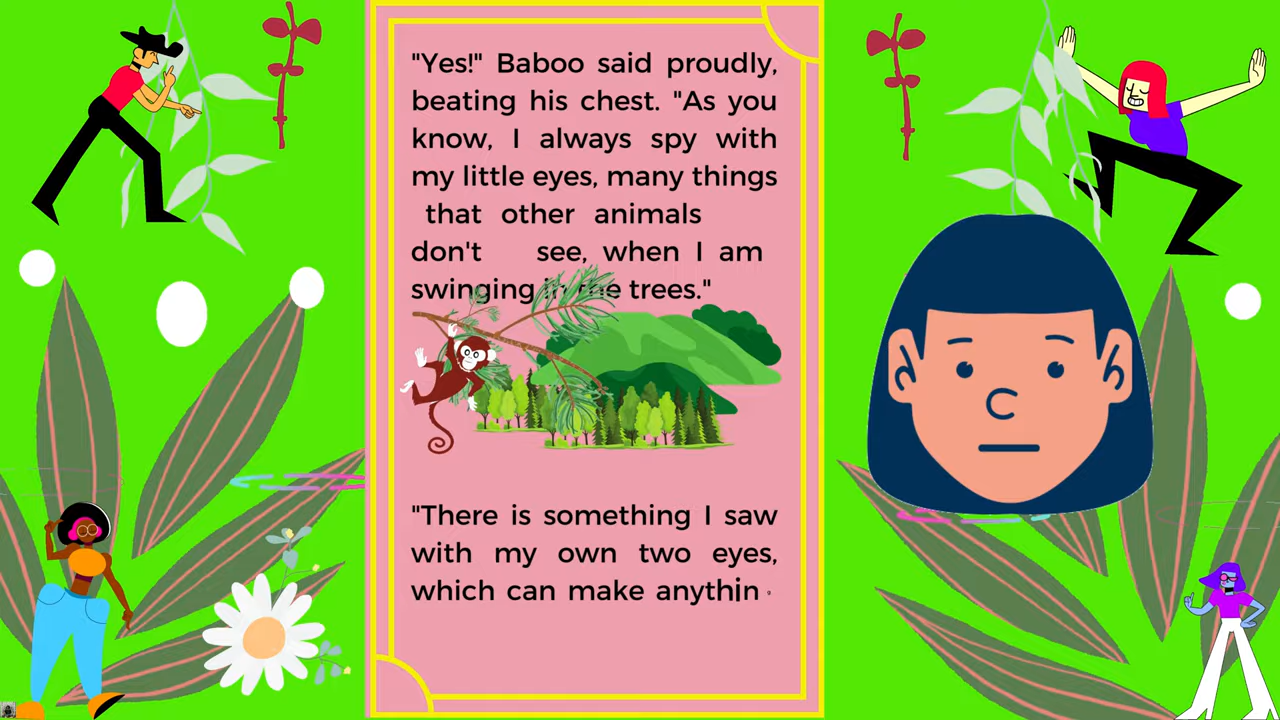 "Yes!" Baboo said proudly,
beating his chest. "As you
know, I always spy with
my little eyes, many things
that other animals
don't see, when I am
swinging in the trees."
"There is something I saw
with my own two eyes,
which can make anythin